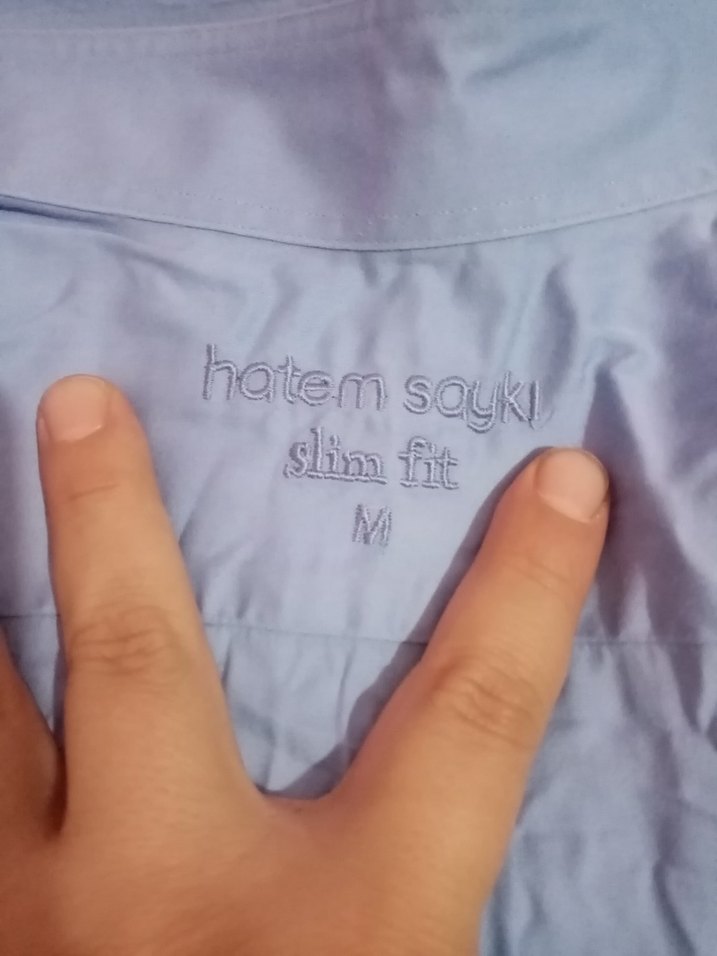 hatem saykı
slim fit
M